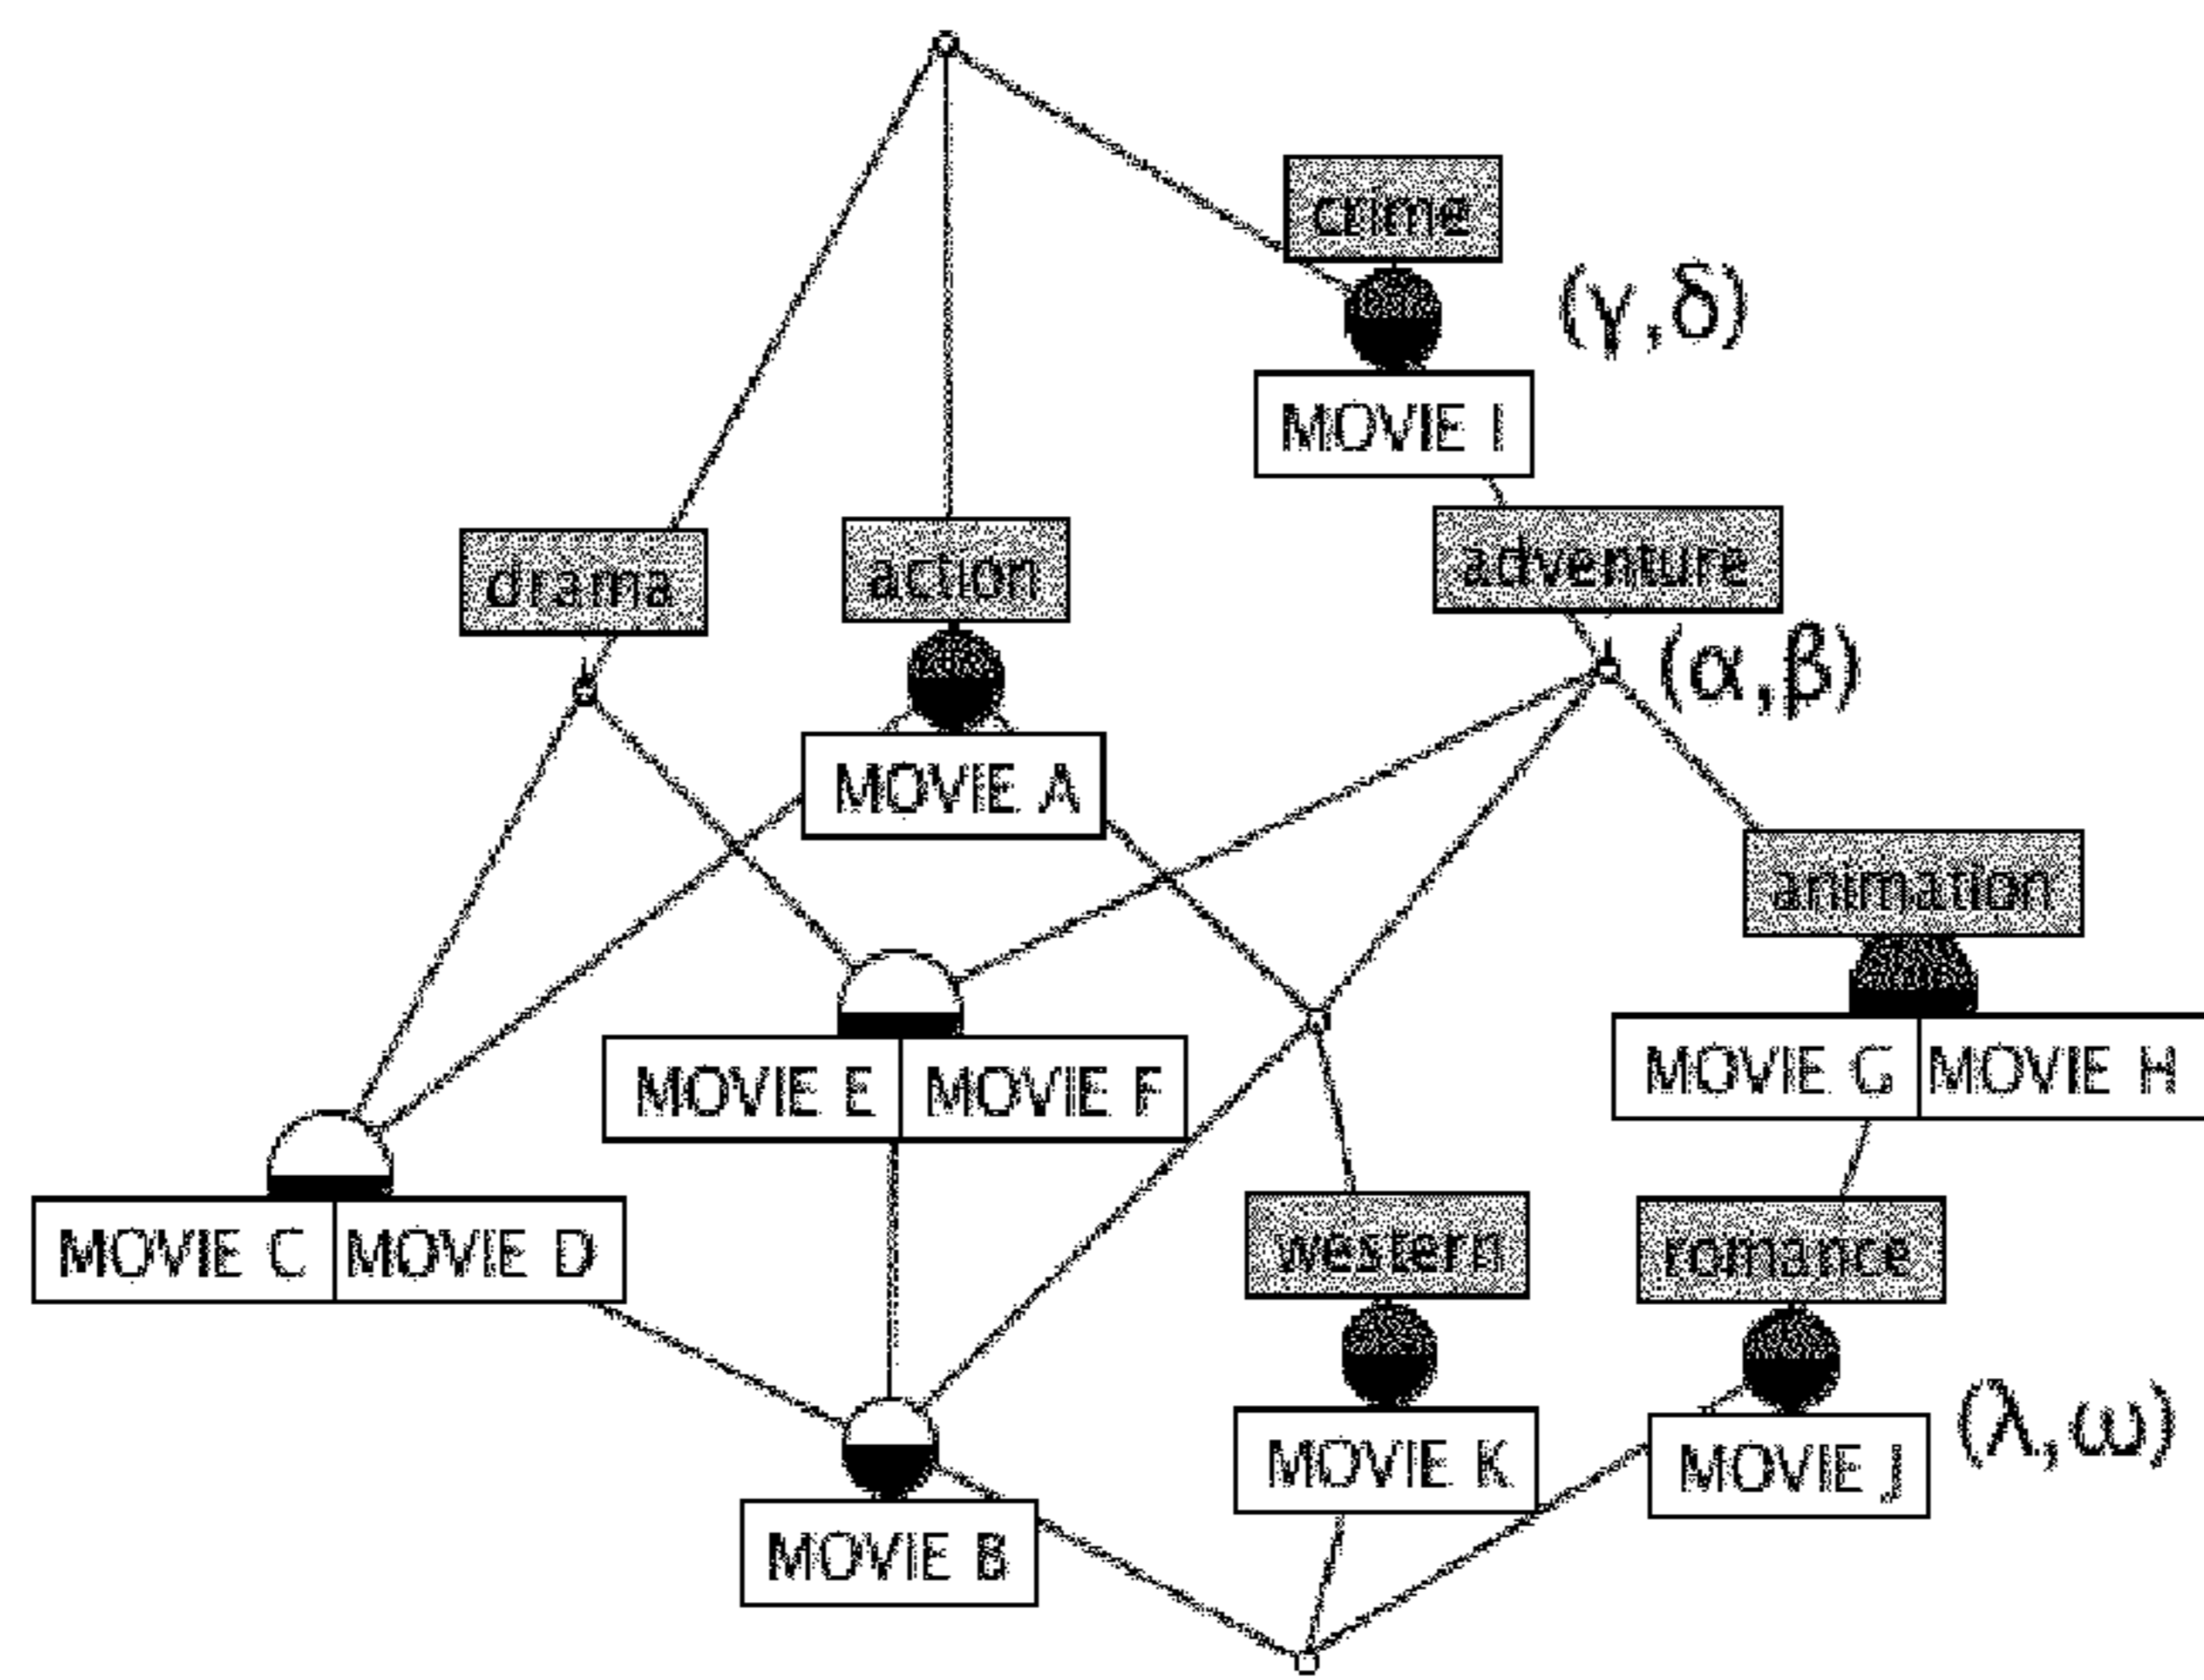 crime
(γ,δ)
MOVIE I
drama
action
adventure
(α,β)
MOVIE A
animation
MOVIE E MOVIE F
MOVIE G MOVIE H
MOVIE C MOVIE D
western
romance
(λ,ω)
MOVIE K
MOVIE J
MOVIE B